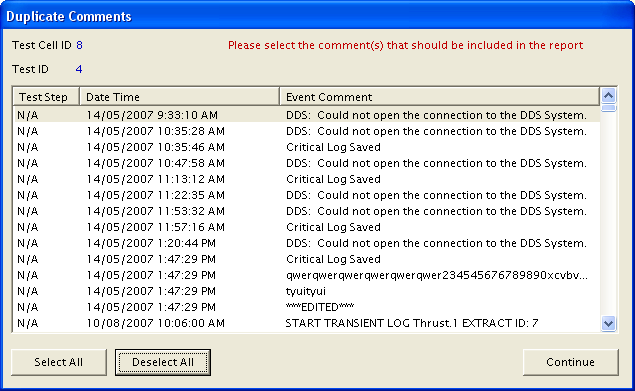 Duplicate Comments
Test Cell ID 8 Please select the comment(s) that should be included in the report
Test ID 4
Test Step Date Time Event Comment
N/A 14/05/2007 9:33:10 AM DDS: Could not open the connection to the DDS System.
N/A 14/05/2007 10:35:28 AM DDS: Could not open the connection to the DDS System.
N/A 14/05/2007 10:35:46 AM Critical Log Saved
N/A 14/05/2007 10:47:58 AM DDS: Could not open the connection to the DDS System.
N/A 14/05/2007 11:13:12 AM Critical Log Saved
N/A 14/05/2007 11:22:35 AM DDS: Could not open the connection to the DDS System.
N/A 14/05/2007 11:53:32 AM DDS: Could not open the connection to the DDS System.
N/A 14/05/2007 11:57:16 AM Critical Log Saved
N/A 14/05/2007 1:20:44 PM DDS: Could not open the connection to the DDS System.
N/A 14/05/2007 1:47:29 PM Critical Log Saved
N/A 14/05/2007 1:47:29 PM qwerqwerqwerqwerqwerqwer234545676789890xcvbv...
N/A 14/05/2007 1:47:29 PM tyuityui
N/A 14/05/2007 1:47:29 PM ***EDITED***
N/A 10/08/2007 10:06:00 AM START TRANSIENT LOG Thrust.1 EXTRACT ID: 7
Select All Deselect All Continue